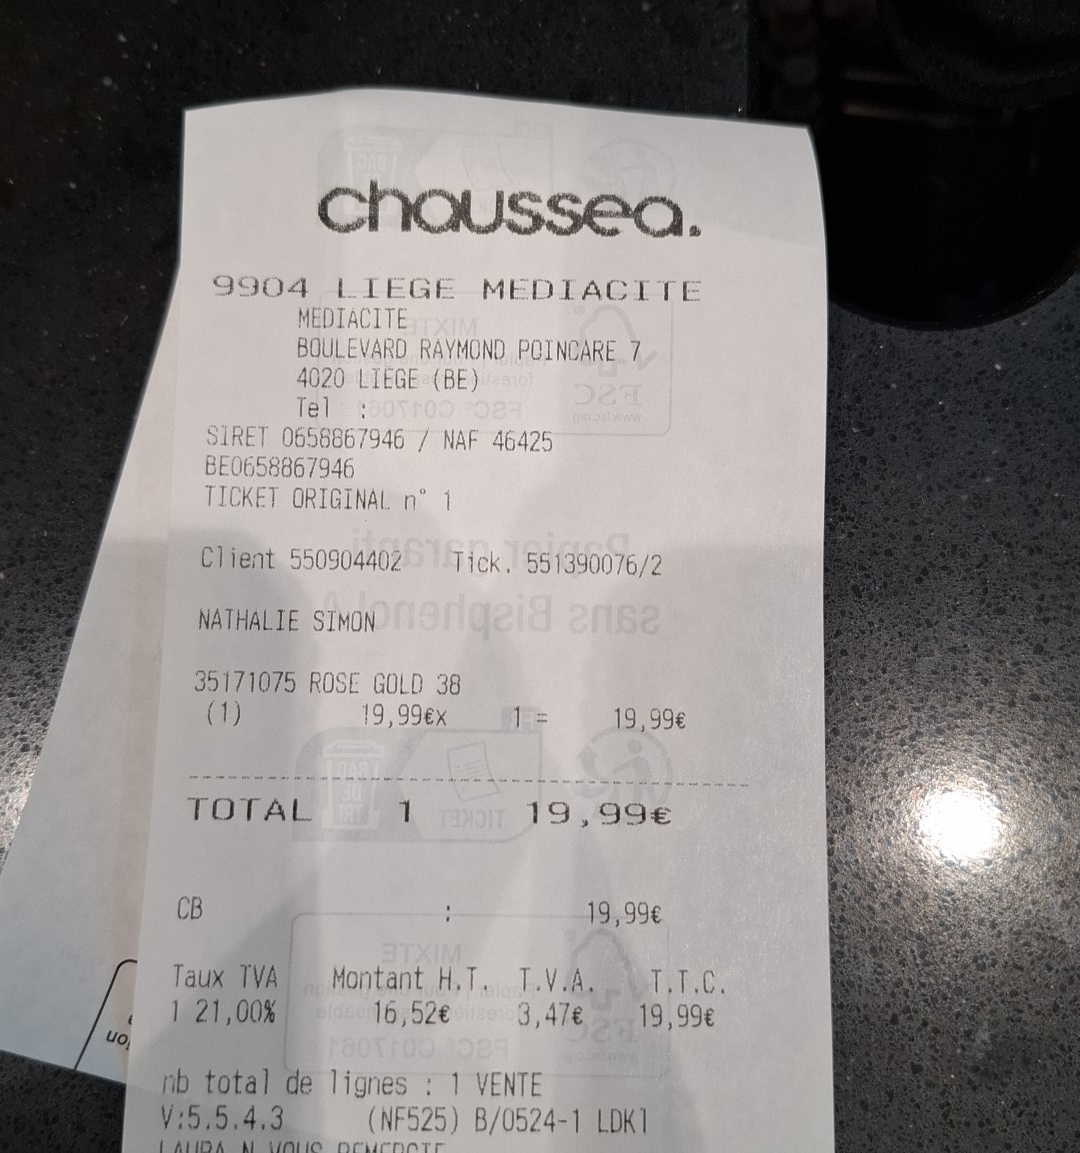 chaussea.
9904 LIEGE MEDIACITE
MEDIACITE
BOULEVARD RAYMOND POINCARE 7
4020 LIEGE (BE)
Tel :
SIRET 0658867946 / NAF 46425
BE0658867946
TICKET ORIGINAL n° 1
Client 550904402 Tick. 551390076/2
NATHALIE SIMON
35171075 ROSE GOLD 38
(1) 19,99€x 1 = 19,99€
TOTAL 1 19,99€
CB : 19,99€
Taux TVA Montant H.T. T.V.A. T.T.C.
1 21,00% 16,52€ 3,47€ 19,99€
nb total de lignes : 1 VENTE
V:5.5.4.3 (NF525) B/0524-1 LDK1
LAURA N VOUS REMERCIE